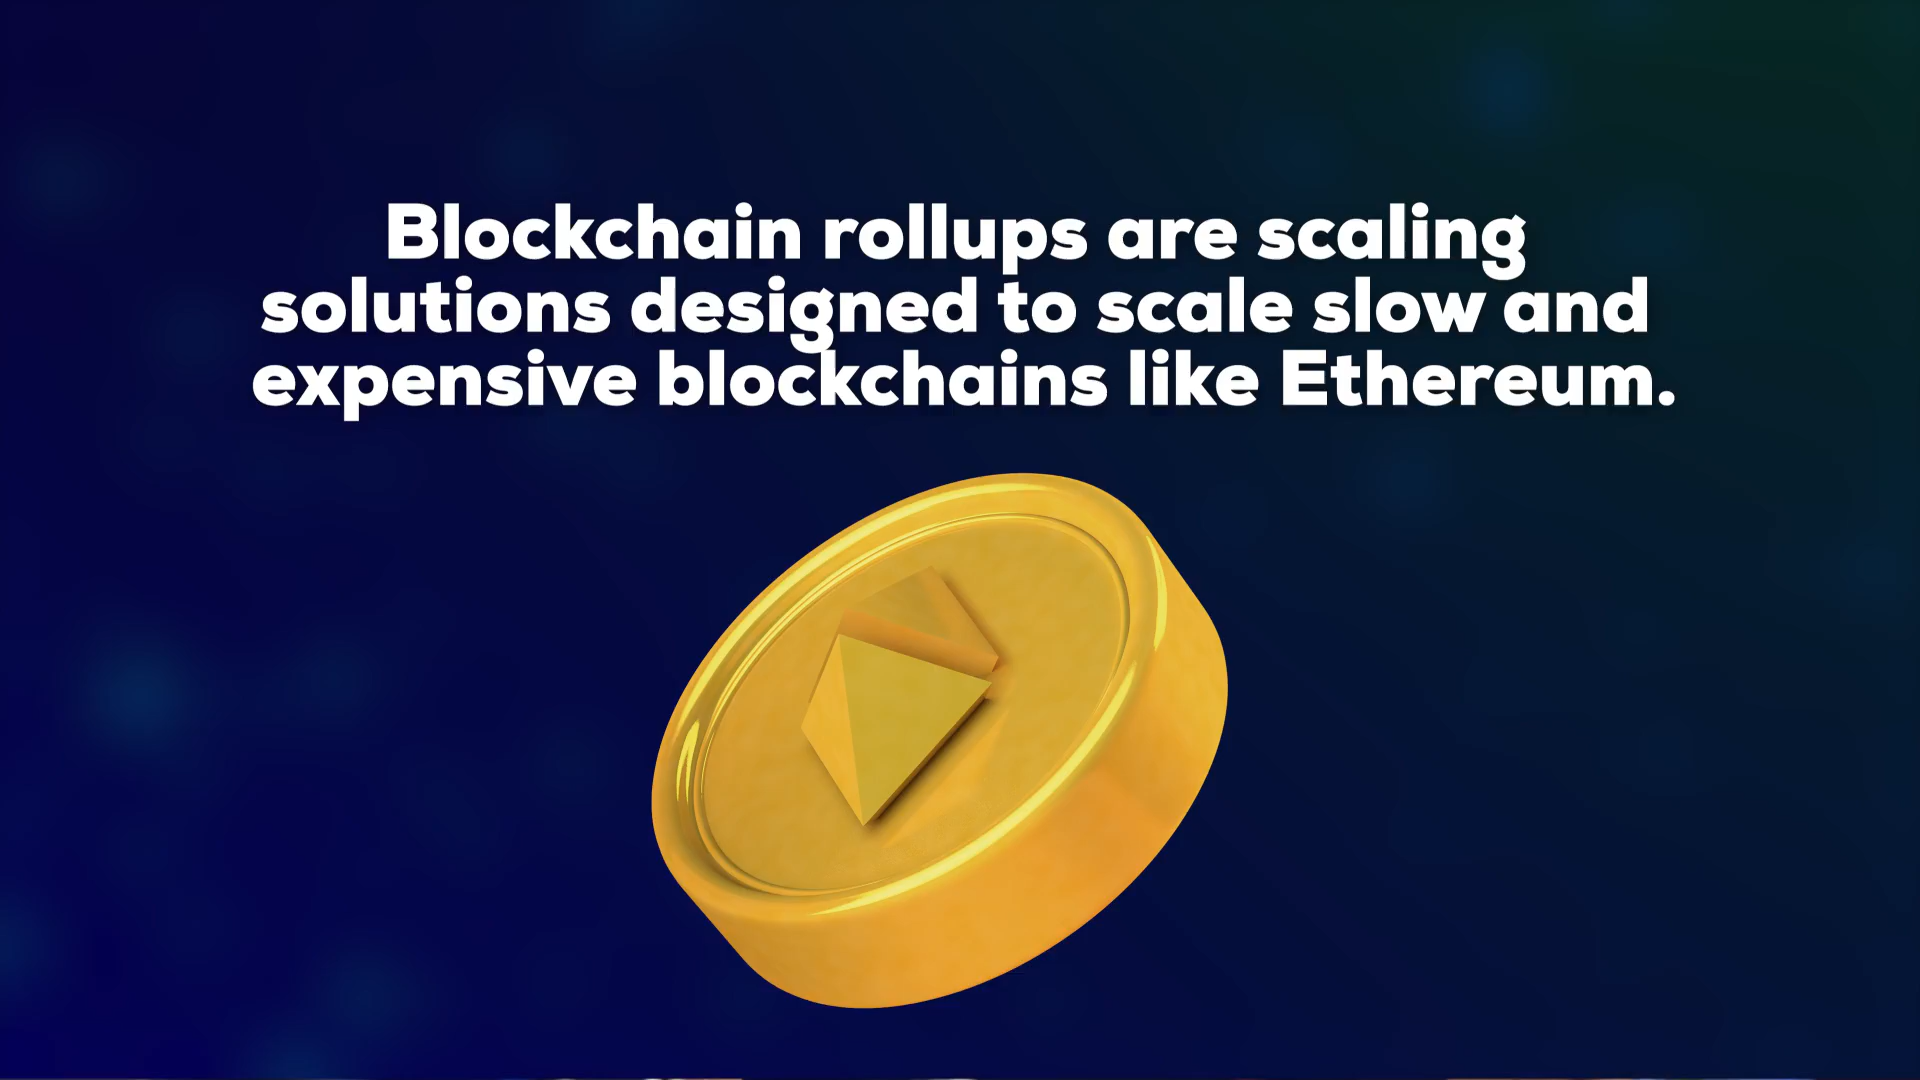 Blockchain rollups are scaling
solutions designed to scale slow and
expensive blockchains like Ethereum.